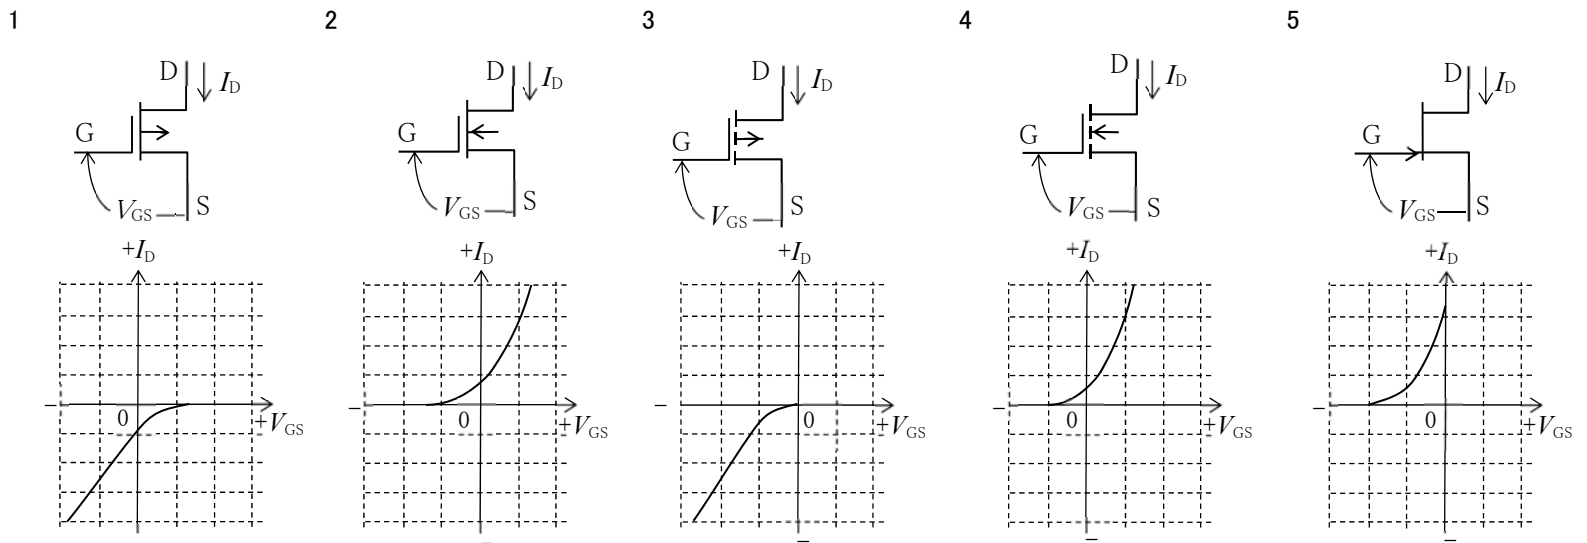 1 2 3 4 5
D I_D D I_D D I_D D I_D D I_D
G G G G G
V_GS S V_GS S V_GS S V_GS S V_GS S
+I_D +I_D +I_D +I_D +I_D
− 0 +V_GS − 0 +V_GS − 0 +V_GS − 0 +V_GS − 0 +V_GS
− − − − −